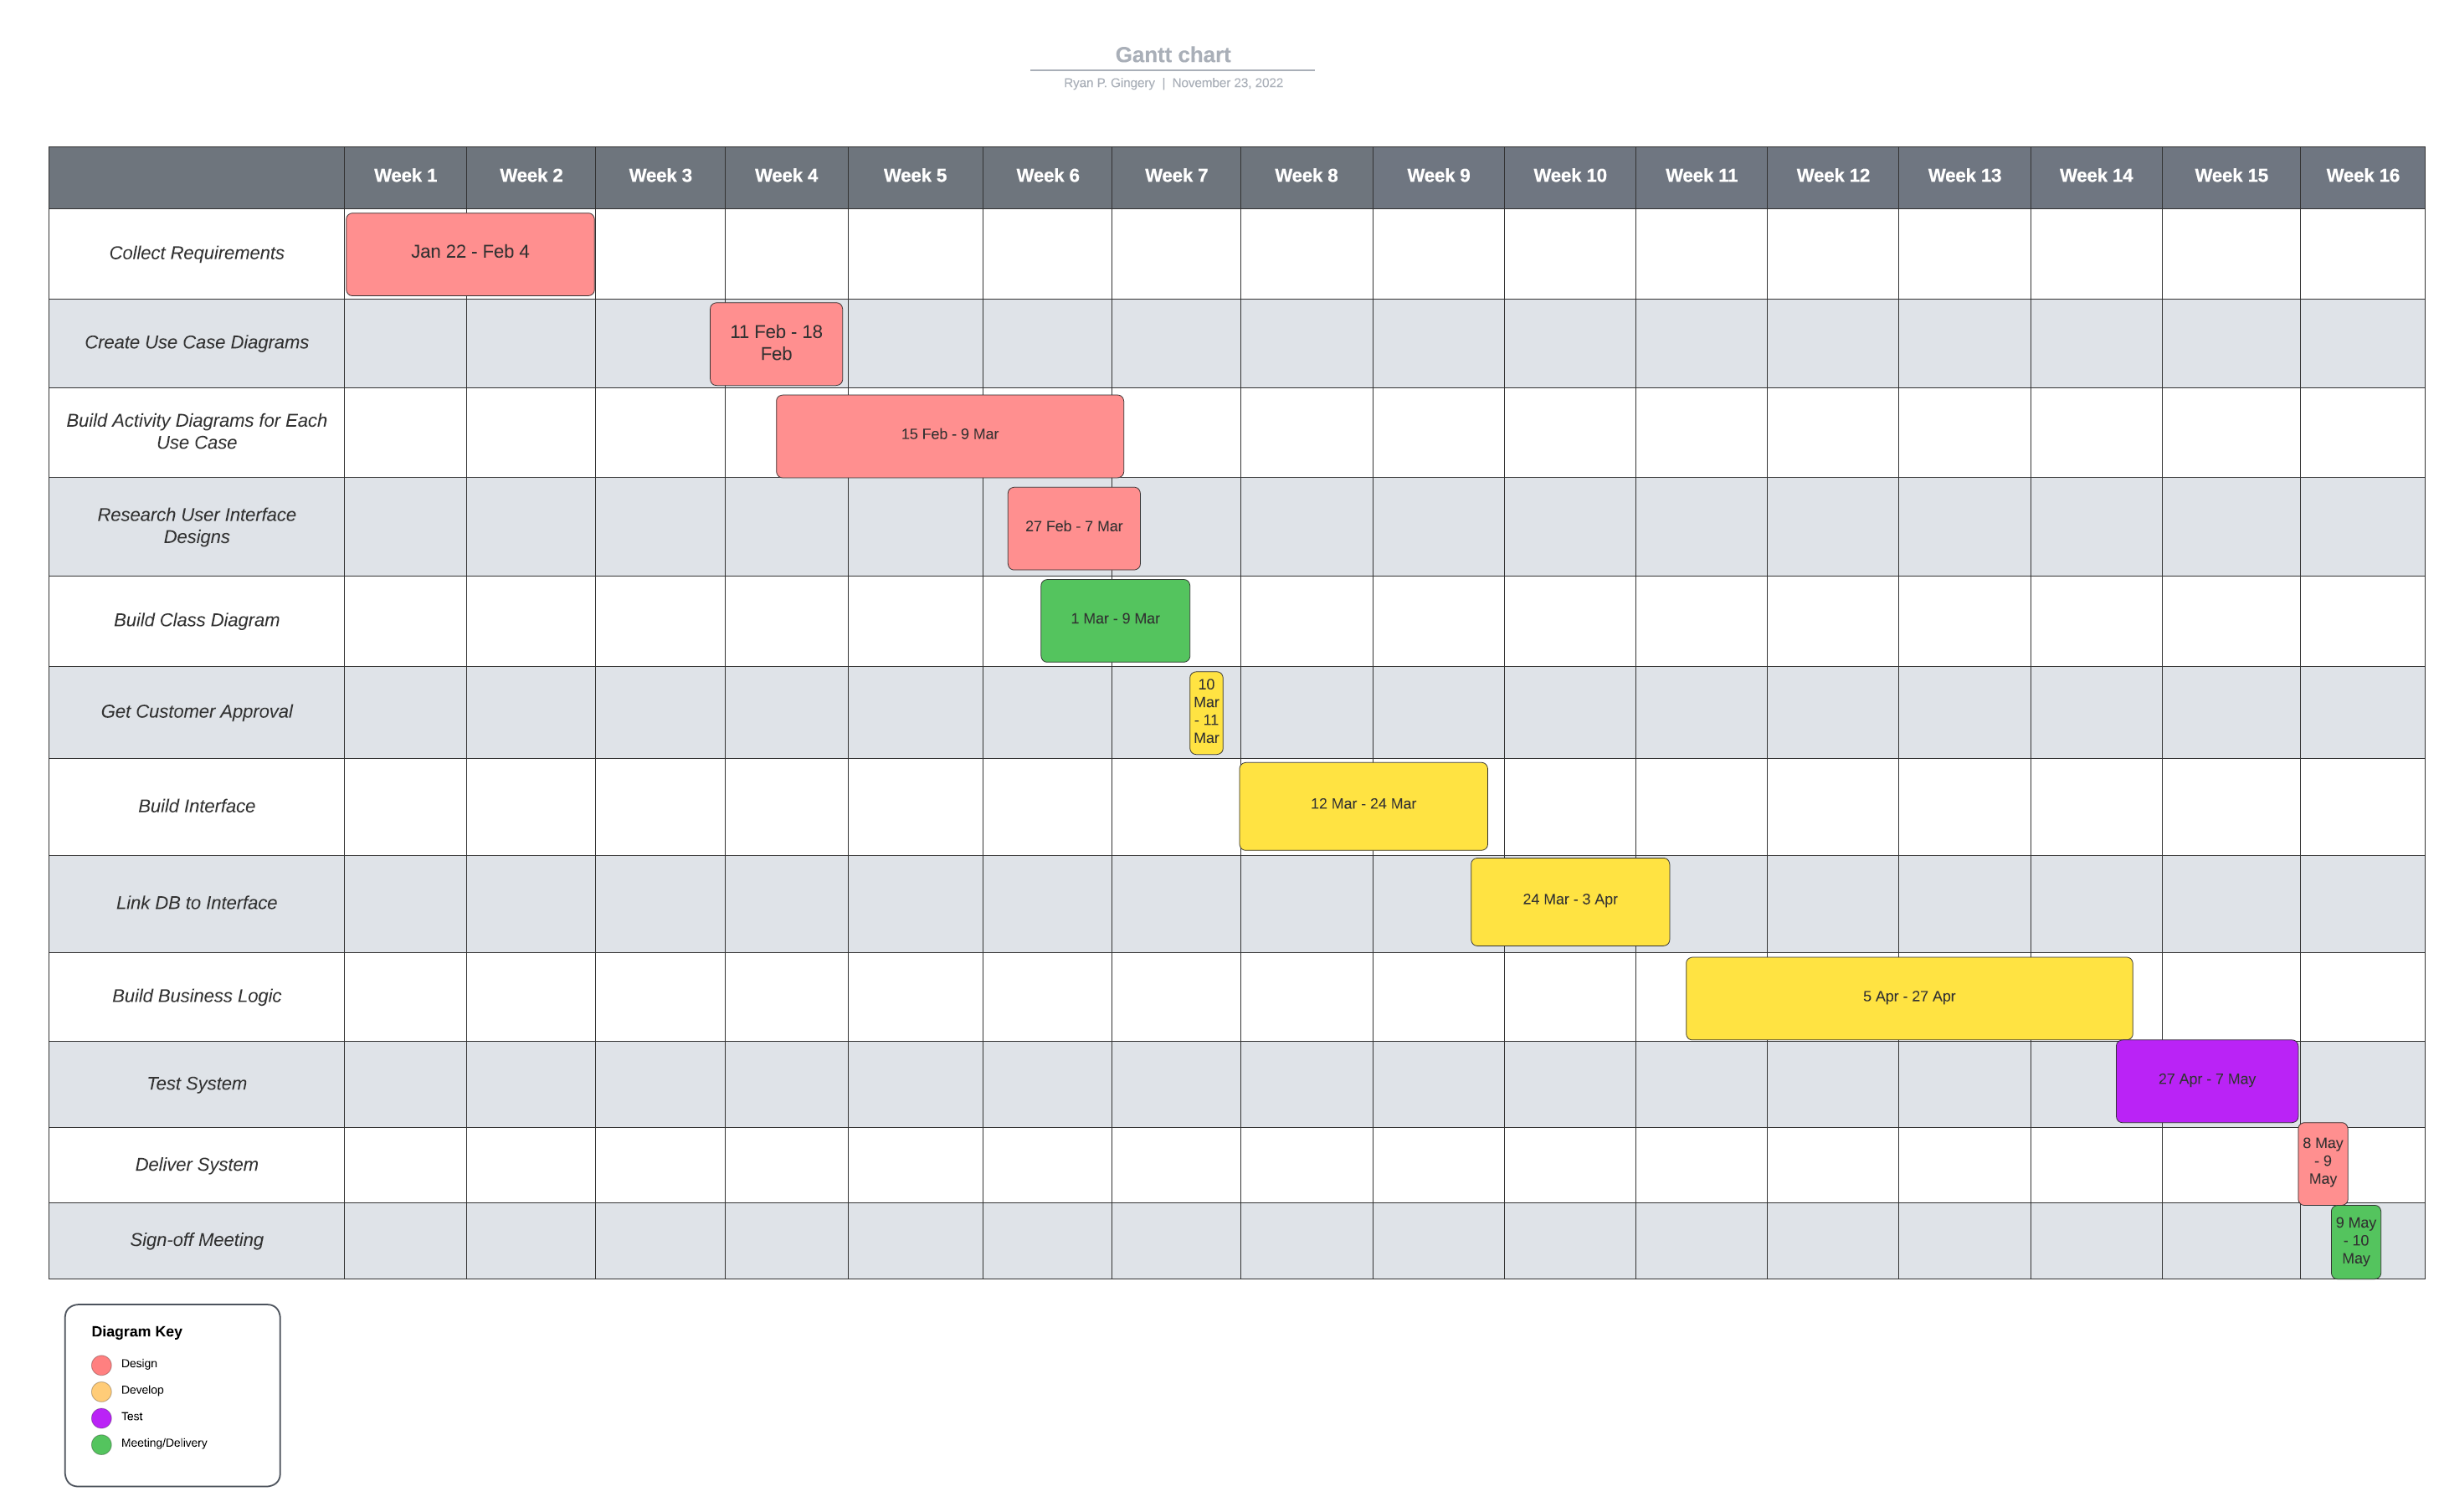 Gantt chart
Ryan P. Gingery | November 23, 2022
Week 1 Week 2 Week 3 Week 4 Week 5 Week 6 Week 7 Week 8 Week 9 Week 10 Week 11 Week 12 Week 13 Week 14 Week 15 Week 16
Collect Requirements
Jan 22 - Feb 4
Create Use Case Diagrams
11 Feb - 18
Feb
Build Activity Diagrams for Each
Use Case
15 Feb - 9 Mar
Research User Interface
Designs
27 Feb - 7 Mar
Build Class Diagram
1 Mar - 9 Mar
Get Customer Approval
10
Mar
- 11
Mar
Build Interface
12 Mar - 24 Mar
Link DB to Interface
24 Mar - 3 Apr
Build Business Logic
5 Apr - 27 Apr
Test System
27 Apr - 7 May
Deliver System
8 May
- 9
May
Sign-off Meeting
9 May
- 10
May
Diagram Key
Design
Develop
Test
Meeting/Delivery